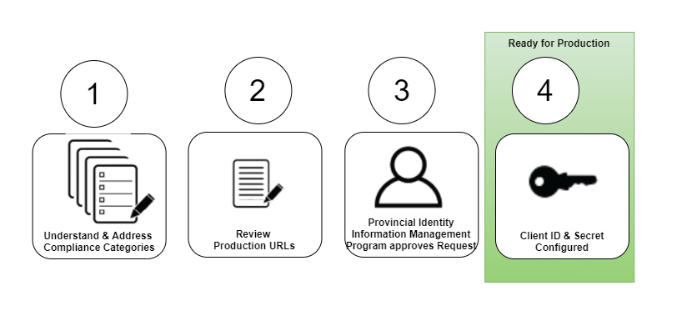 Ready for Production
1
2
3
4
Understand & Address
Compliance Categories
Review
Production URLs
Provincial Identity
Information Management
Program approves Request
Client ID & Secret
Configured